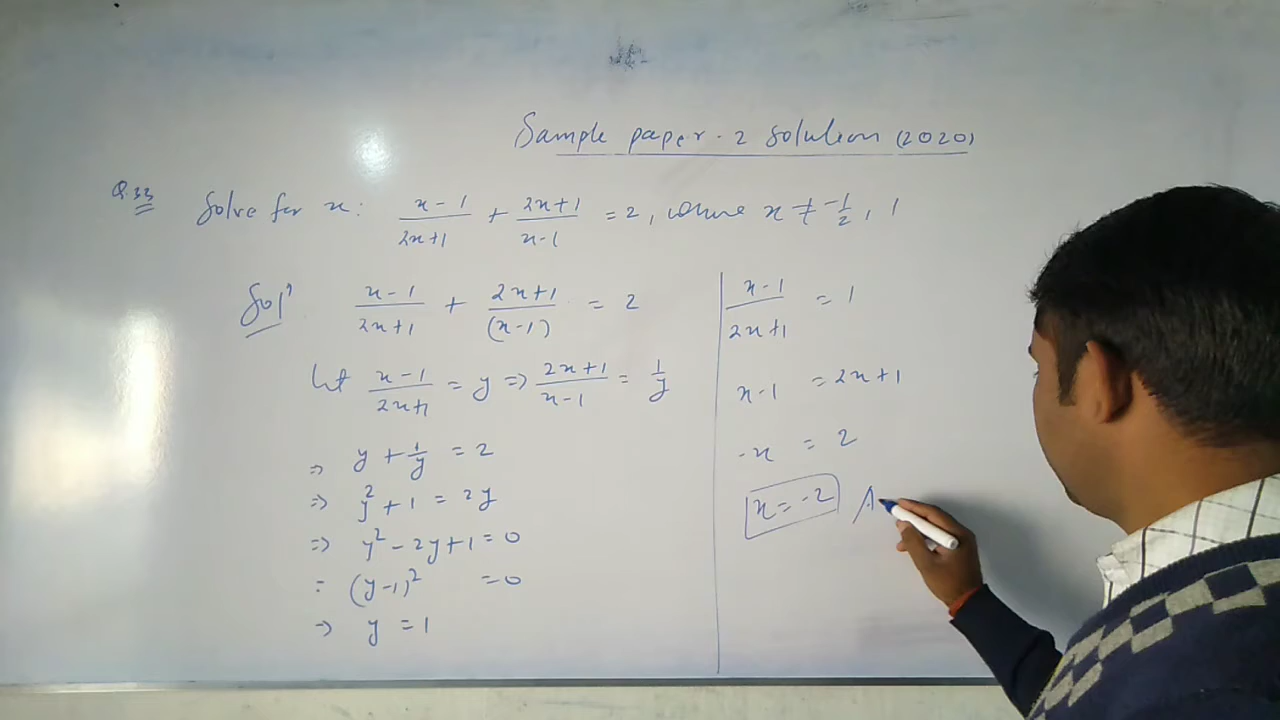 Sample paper - 2 Solution (2020)
Q.33 Solve for x: (x-1)/(2x+1) + (2x+1)/(x-1) = 2, where x ≠ -1/2, 1
Solⁿ (x-1)/(2x+1) + (2x+1)/(x-1) = 2
let (x-1)/(2x+1) = y => (2x+1)/(x-1) = 1/y
=> y + 1/y = 2
=> y² + 1 = 2y
=> y² - 2y + 1 = 0
= (y-1)² = 0
=> y = 1
(x-1)/(2x+1) = 1
x-1 = 2x+1
-x = 2
x = -2 A